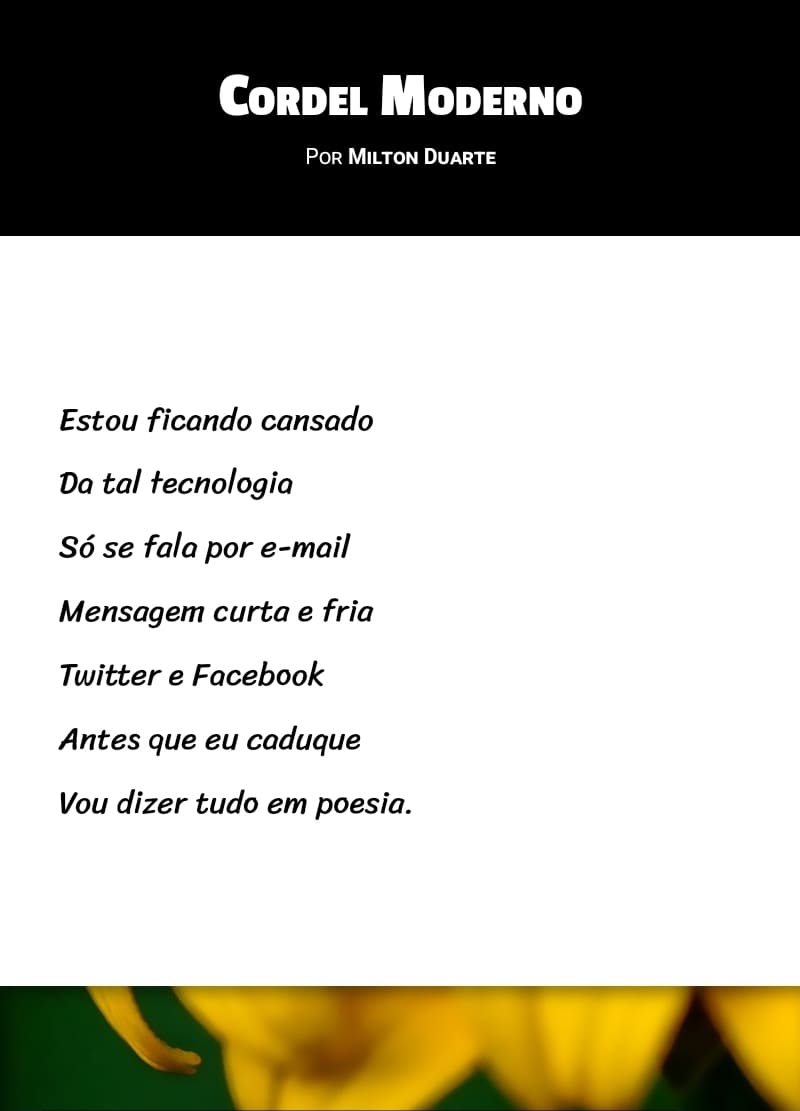 Cordel Moderno
Por Milton Duarte
Estou ficando cansado
Da tal tecnologia
Só se fala por e-mail
Mensagem curta e fria
Twitter e Facebook
Antes que eu caduque
Vou dizer tudo em poesia.